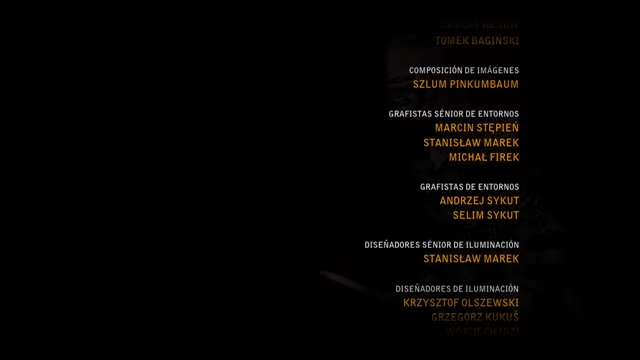 TOMEK BAGINSKI
COMPOSICIÓN DE IMÁGENES
SZLUM PINKUMBAUM
GRAFISTAS SÉNIOR DE ENTORNOS
MARCIN STĘPIEŃ
STANISŁAW MAREK
MICHAŁ FIREK
GRAFISTAS DE ENTORNOS
ANDRZEJ SYKUT
SELIM SYKUT
DISEÑADORES SÉNIOR DE ILUMINACIÓN
STANISŁAW MAREK
DISEÑADORES DE ILUMINACIÓN
KRZYSZTOF OLSZEWSKI
GRZEGORZ KUKUŠ